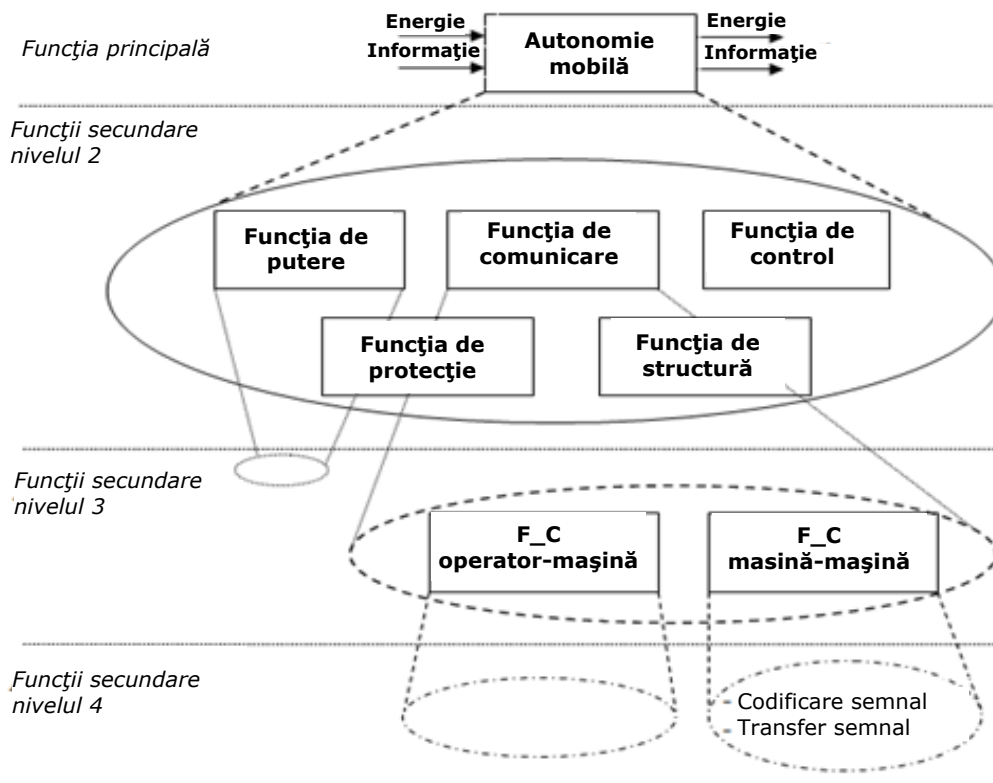 Funcţia principală
Energie
Informaţie
Autonomie
mobilă
Energie
Informaţie
Funcţii secundare
nivelul 2
Funcţia de
putere
Funcţia de
comunicare
Funcţia de
control
Funcţia de
protecţie
Funcţia de
structură
Funcţii secundare
nivelul 3
F_C
operator-maşină
F_C
masină-maşină
Funcţii secundare
nivelul 4
- Codificare semnal
- Transfer semnal